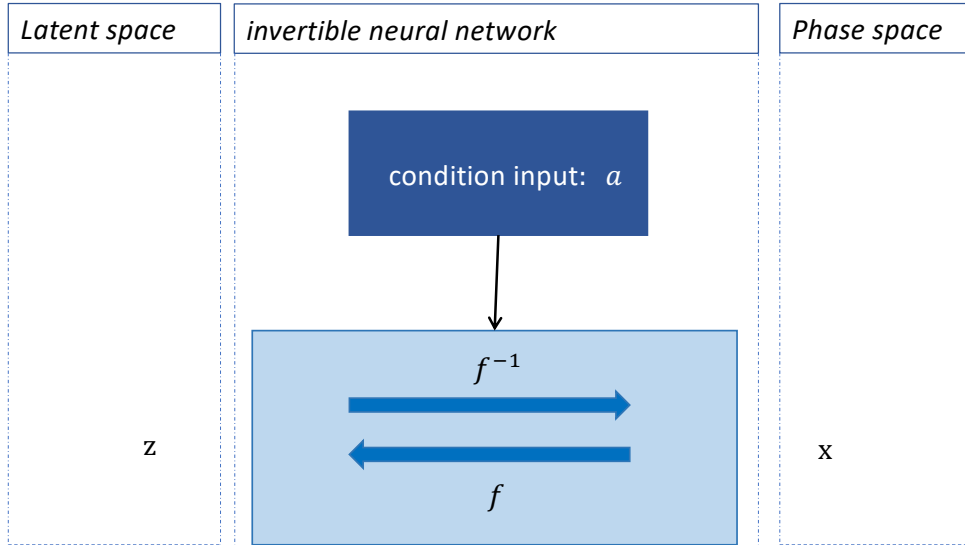 Latent space
invertible neural network
Phase space
condition input: a
f⁻¹
z
x
f